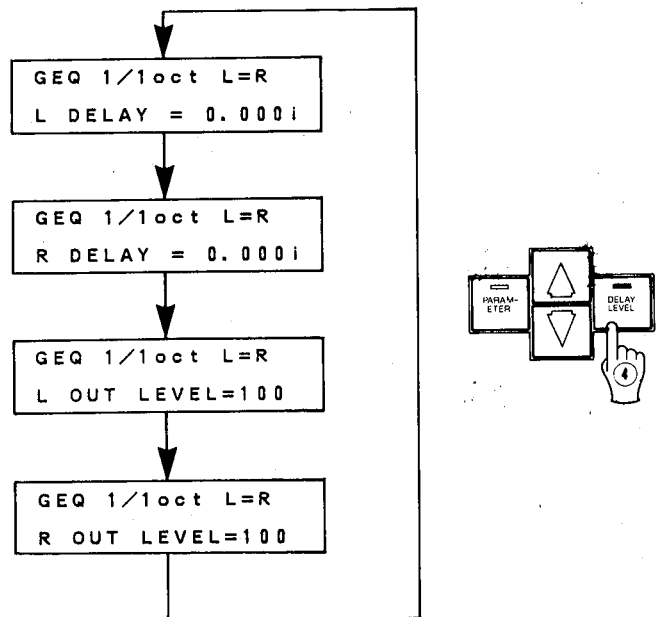 GEQ 1/1oct L=R
L DELAY = 0.000i
GEQ 1/1oct L=R
R DELAY = 0.000i
GEQ 1/1oct L=R
L OUT LEVEL=100
GEQ 1/1oct L=R
R OUT LEVEL=100
PARAM-
ETER
DELAY
LEVEL
4